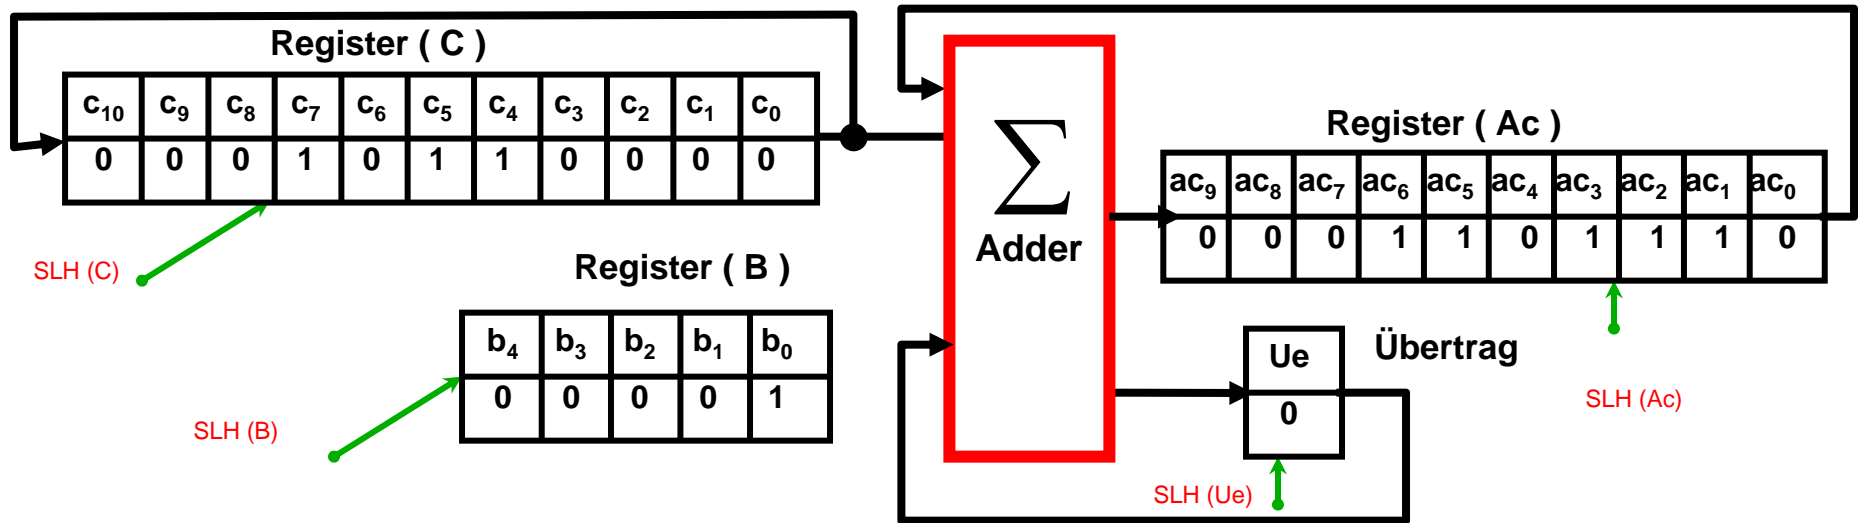 Register ( C )
c10 c9 c8 c7 c6 c5 c4 c3 c2 c1 c0
0 0 0 1 0 1 1 0 0 0 0
SLH (C)
Register ( B )
b4 b3 b2 b1 b0
0 0 0 0 1
SLH (B)
∑
Adder
Register ( Ac )
ac9 ac8 ac7 ac6 ac5 ac4 ac3 ac2 ac1 ac0
0 0 0 1 1 0 1 1 1 0
SLH (Ac)
Übertrag
Ue
0
SLH (Ue)